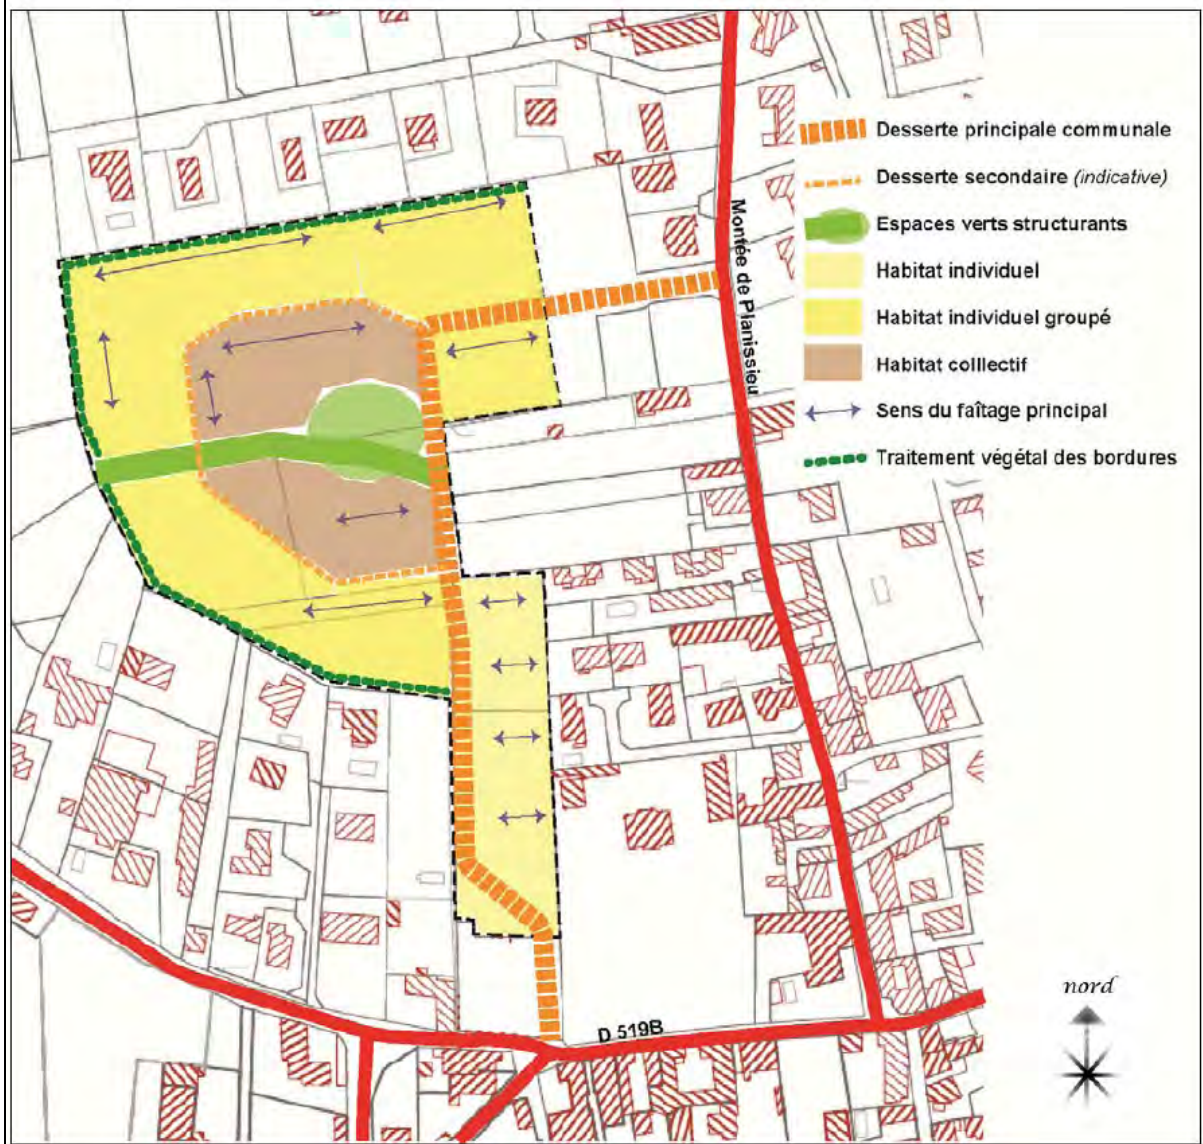 Desserte principale communale
Desserte secondaire (indicative)
Espaces verts structurants
Habitat individuel
Habitat individuel groupé
Habitat colllectif
Sens du faîtage principal
Traitement végétal des bordures
Montée de Planissieu
D 519B
nord